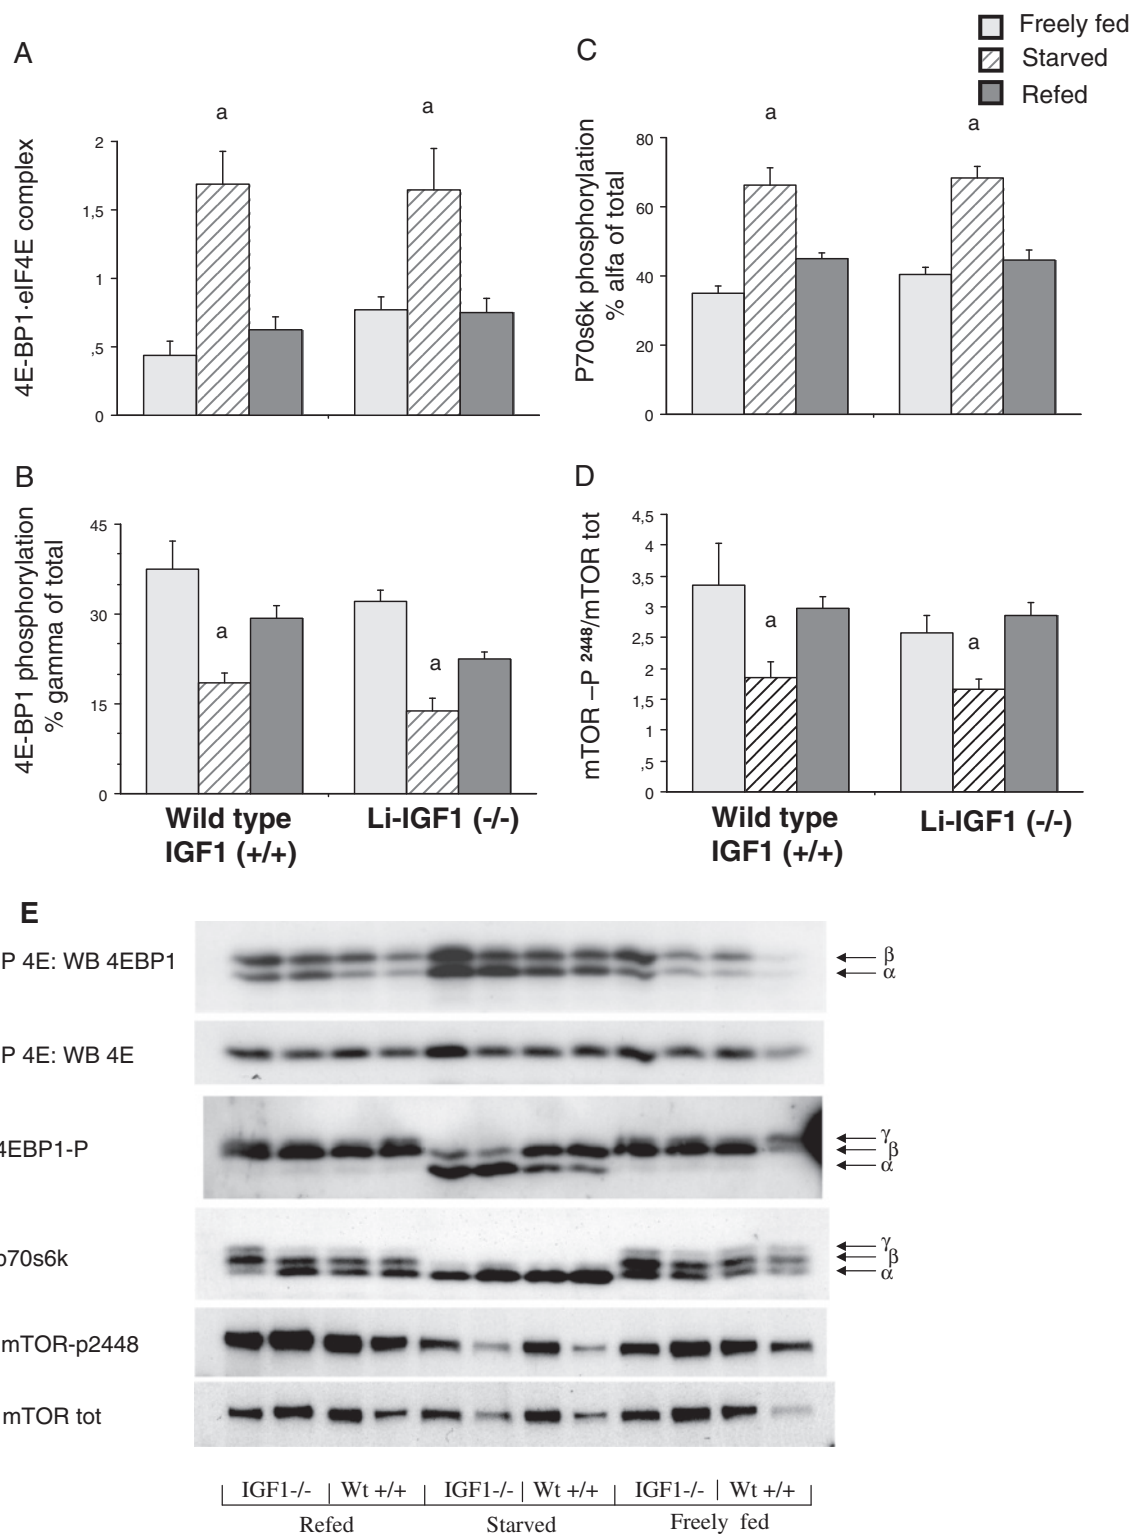 Freely fed
Starved
Refed
A
a
a
4E-BP1·eIF4E complex
2
1,5
1
,5
0
C
a
a
P70s6k phosphorylation
% alfa of total
80
60
40
20
0
B
4E-BP1 phosphorylation
% gamma of total
45
30
15
0
a
a
Wild type
IGF1 (+/+)
Li-IGF1 (-/-)
D
mTOR –P 2448/mTOR tot
4,5
4
3,5
3
2,5
2
1,5
1
,5
0
a
a
Wild type
IGF1 (+/+)
Li-IGF1 (-/-)
E
P 4E: WB 4EBP1
β
α
P 4E: WB 4E
4EBP1-P
γ
β
α
p70s6k
γ
β
α
mTOR-p2448
mTOR tot
IGF1-/- Wt +/+ IGF1-/- Wt +/+ IGF1-/- Wt +/+
Refed Starved Freely fed